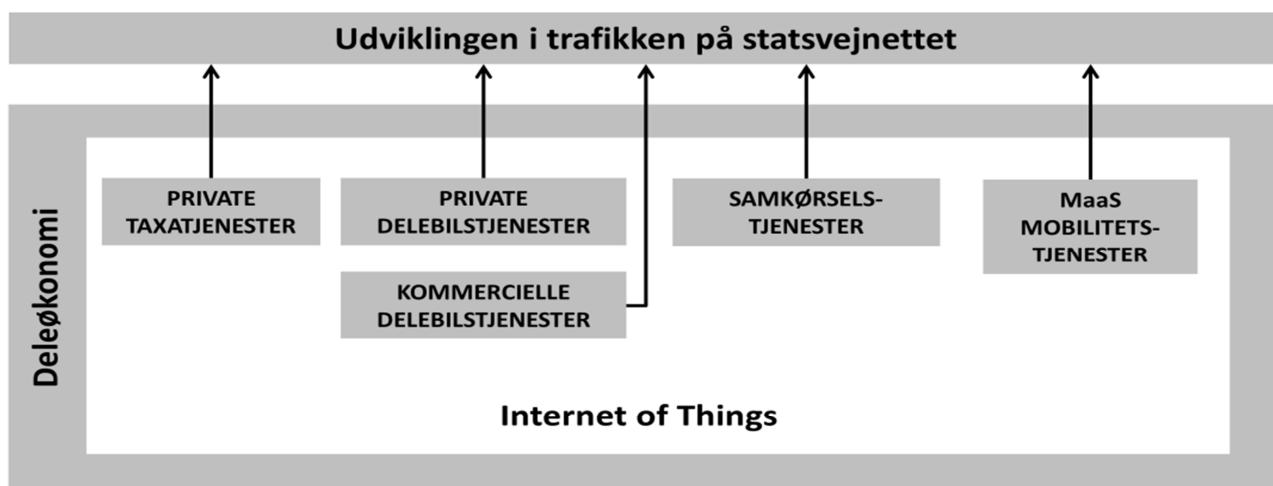 Udviklingen i trafikken på statsvejnettet
Deleøkonomi
PRIVATE
TAXATJENESTER
PRIVATE
DELEBILSTJENESTER
KOMMERCIELLE
DELEBILSTJENESTER
SAMKØRSELS-
TJENESTER
MaaS
MOBILITETS-
TJENESTER
Internet of Things